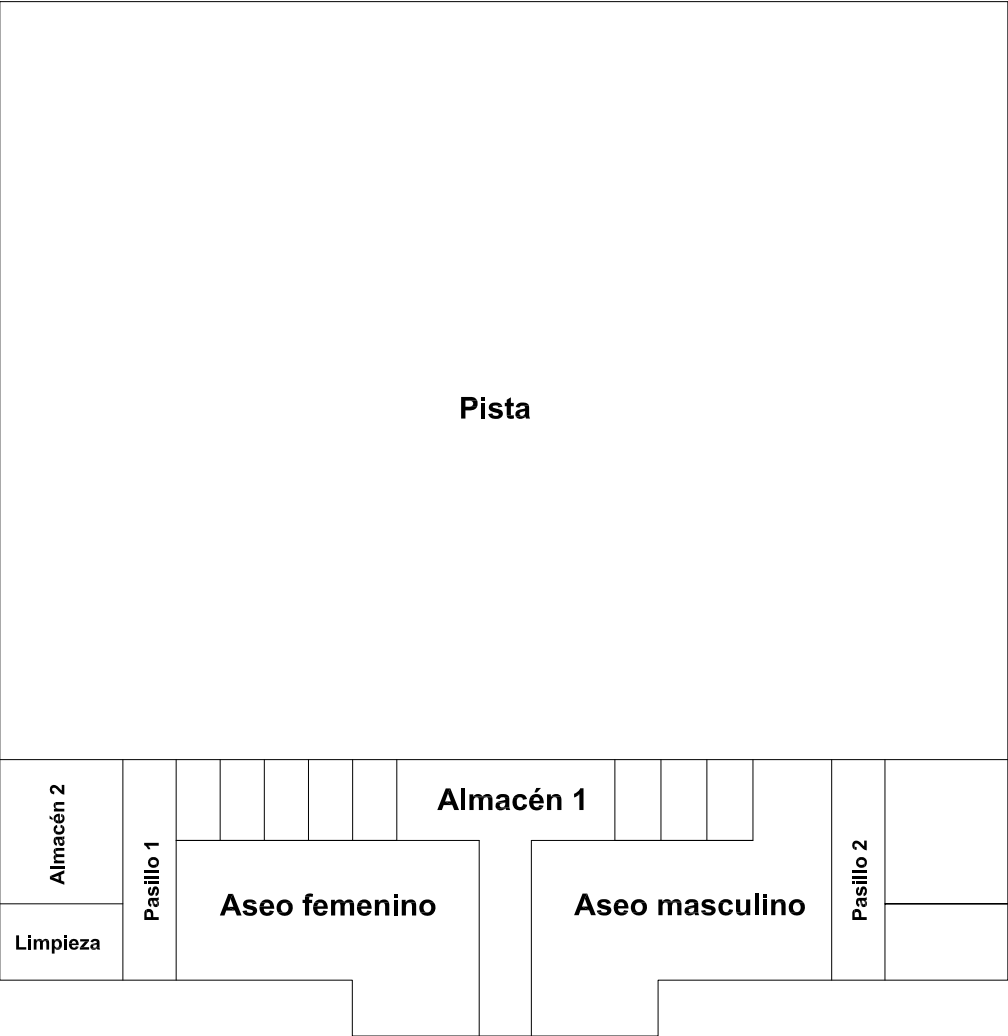 Pista
Almacén 1
Almacén 2
Pasillo 1
Pasillo 2
Aseo femenino
Aseo masculino
Limpieza